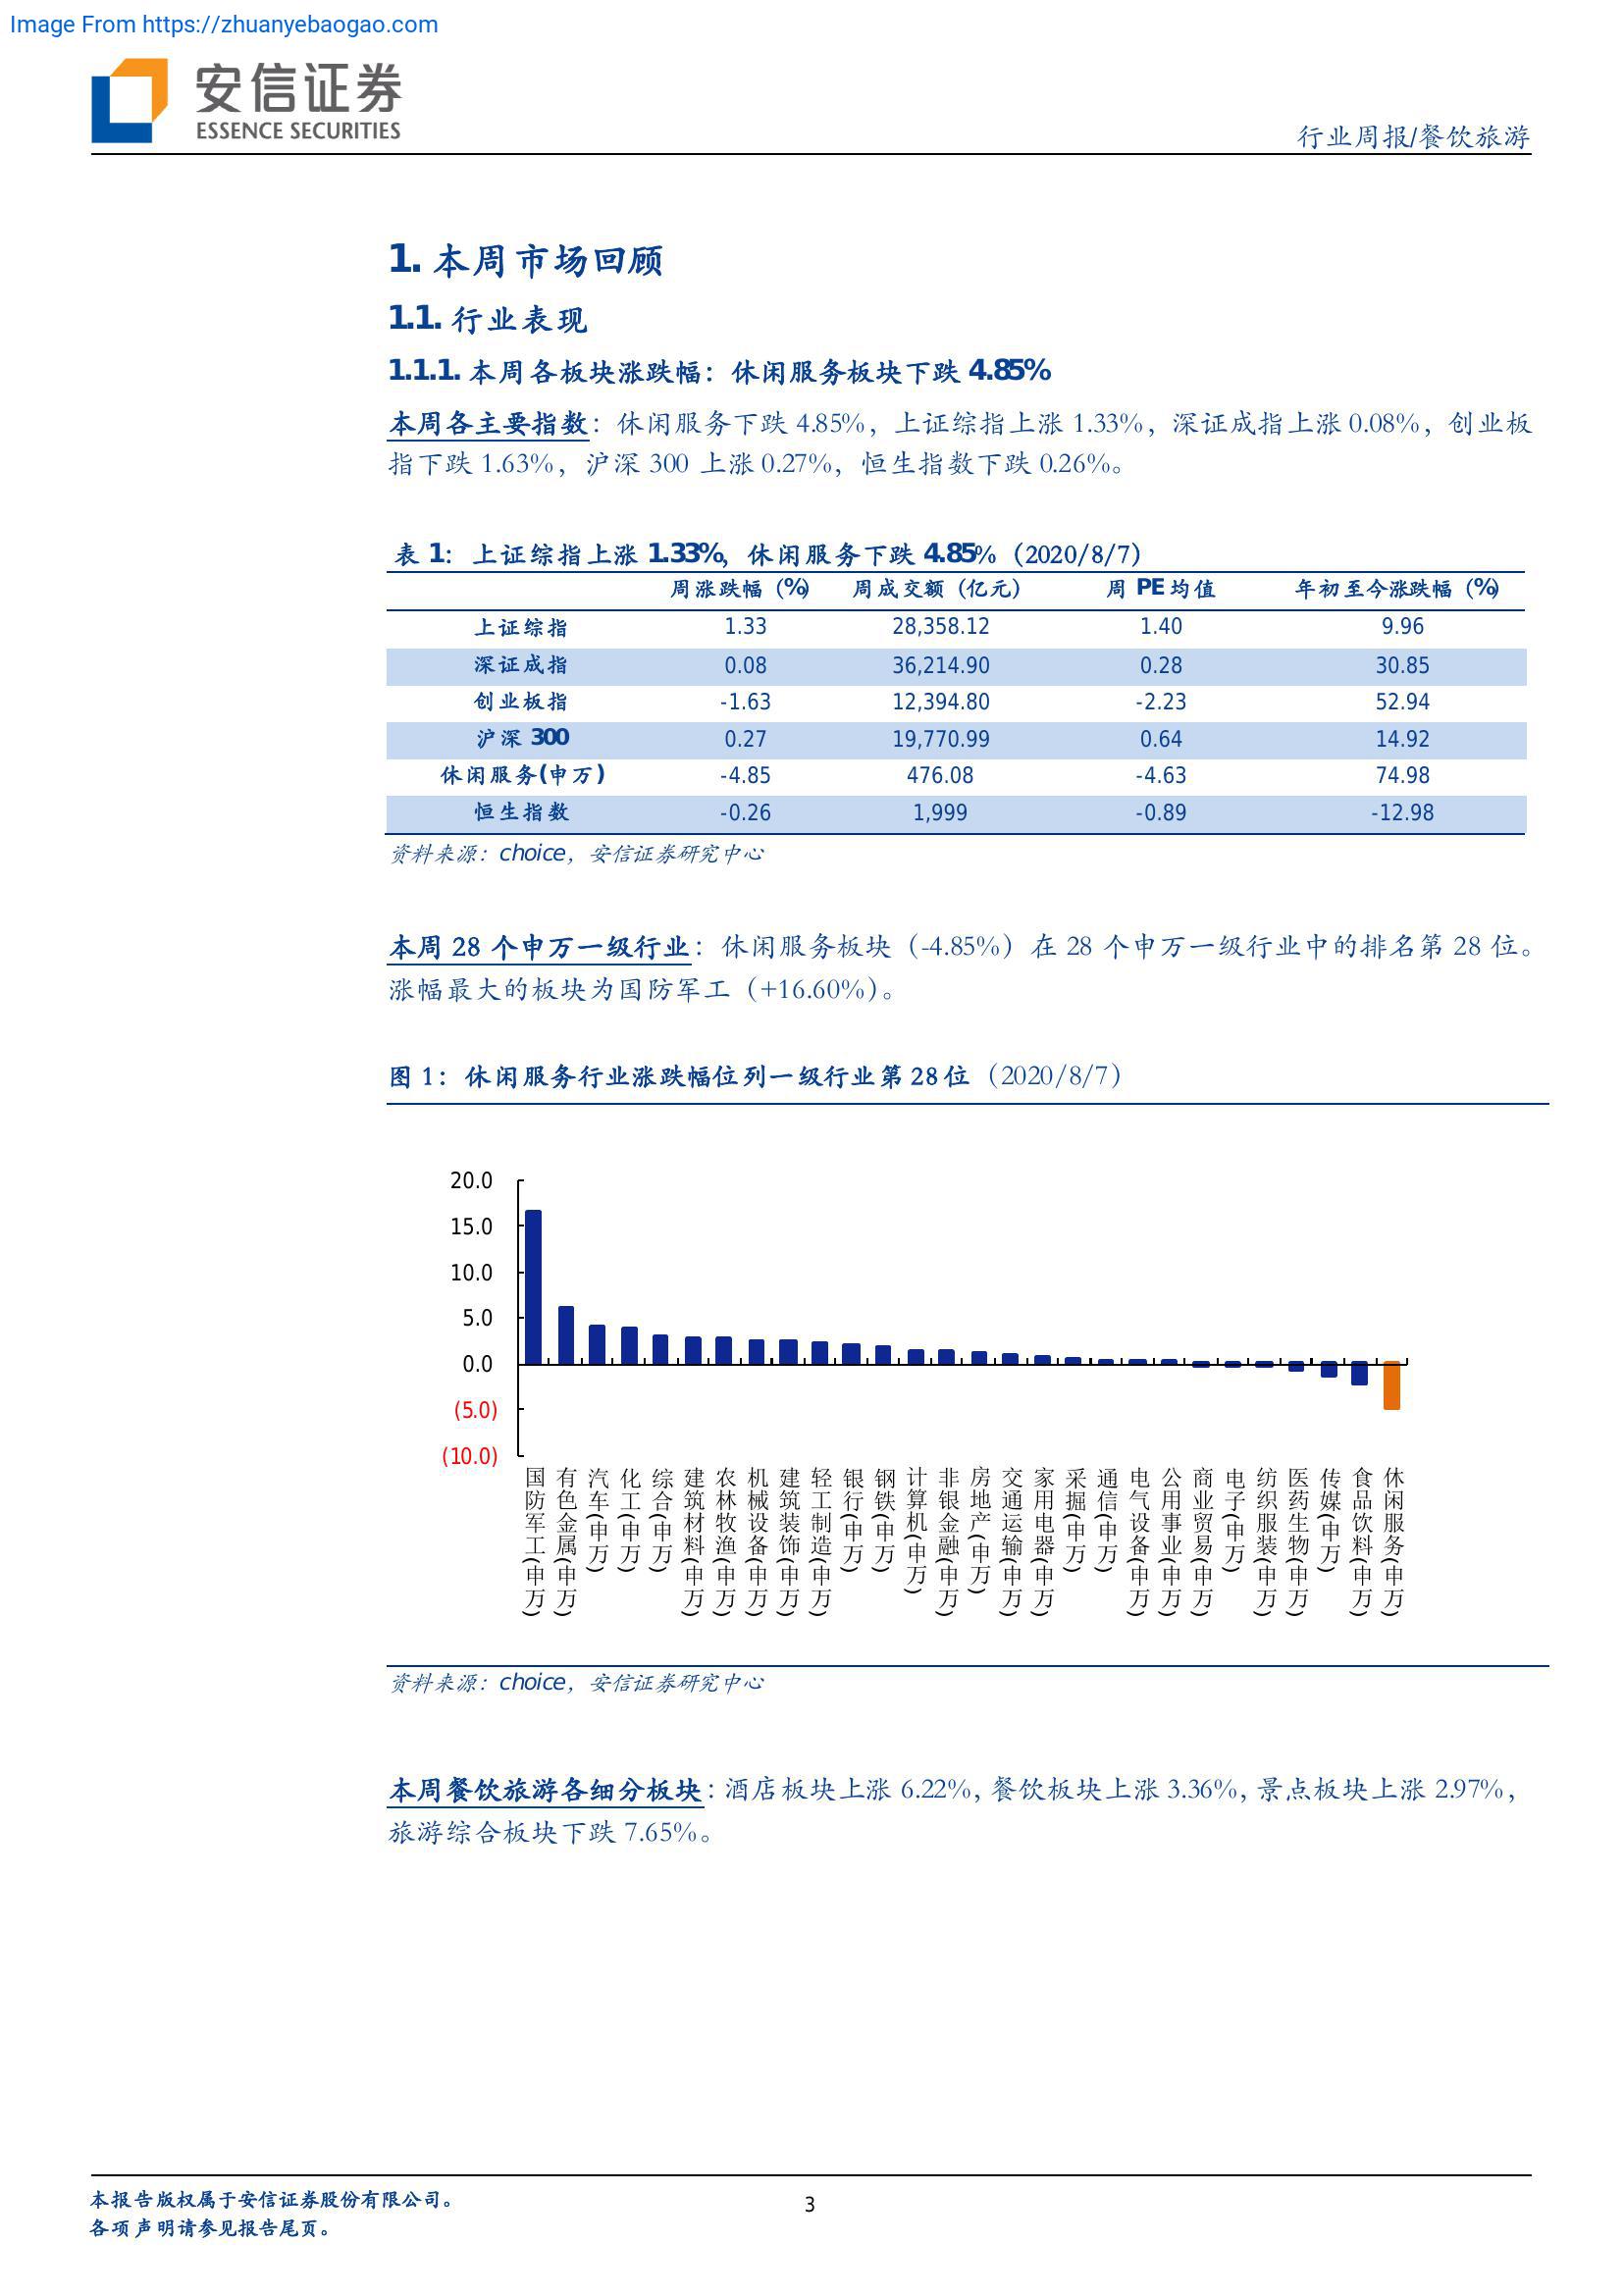 Image From https://zhuanyebaogao.com
安信证券
ESSENCE SECURITIES
行业周报/餐饮旅游
1. 本周市场回顾
1.1. 行业表现
1.1.1. 本周各板块涨跌幅：休闲服务板块下跌 4.85%
本周各主要指数：休闲服务下跌 4.85%，上证综指上涨 1.33%，深证成指上涨 0.08%，创业板
指下跌 1.63%，沪深 300 上涨 0.27%，恒生指数下跌 0.26%。
表 1：上证综指上涨 1.33%，休闲服务下跌 4.85%（2020/8/7）
周涨跌幅（%） 周成交额（亿元） 周 PE 均值 年初至今涨跌幅（%）
上证综指 1.33 28,358.12 1.40 9.96
深证成指 0.08 36,214.90 0.28 30.85
创业板指 -1.63 12,394.80 -2.23 52.94
沪深 300 0.27 19,770.99 0.64 14.92
休闲服务(申万) -4.85 476.08 -4.63 74.98
恒生指数 -0.26 1,999 -0.89 -12.98
资料来源：choice，安信证券研究中心
本周 28 个申万一级行业：休闲服务板块（-4.85%）在 28 个申万一级行业中的排名第 28 位。
涨幅最大的板块为国防军工（+16.60%）。
图 1：休闲服务行业涨跌幅位列一级行业第 28 位（2020/8/7）
20.0
15.0
10.0
5.0
0.0
(5.0)
(10.0)
国防军工(申万)
有色金属(申万)
汽车(申万)
化工(申万)
综合(申万)
建筑材料(申万)
农林牧渔(申万)
机械设备(申万)
建筑装饰(申万)
轻工制造(申万)
银行(申万)
钢铁(申万)
计算机(申万)
非银金融(申万)
房地产(申万)
交通运输(申万)
家用电器(申万)
采掘(申万)
通信(申万)
电气设备(申万)
公用事业(申万)
商业贸易(申万)
电子(申万)
纺织服装(申万)
医药生物(申万)
传媒(申万)
食品饮料(申万)
休闲服务(申万)
资料来源：choice，安信证券研究中心
本周餐饮旅游各细分板块：酒店板块上涨 6.22%，餐饮板块上涨 3.36%，景点板块上涨 2.97%，
旅游综合板块下跌 7.65%。
本报告版权属于安信证券股份有限公司。
3
各项声明请参见报告尾页。